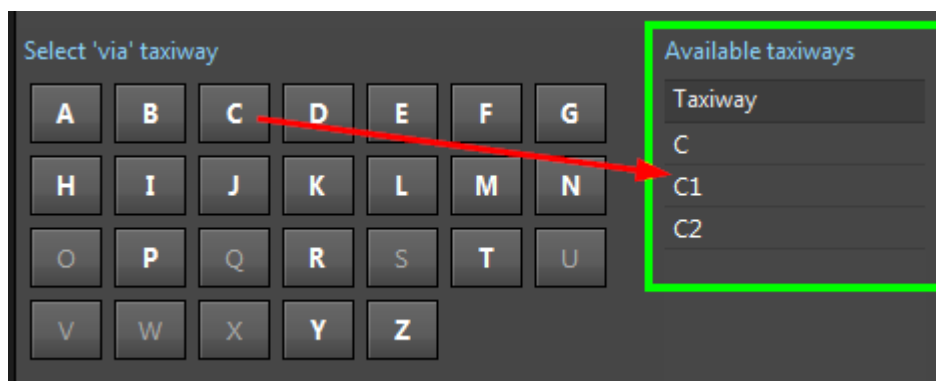 Select 'via' taxiway
A B C D E F G
H I J K L M N
O P Q R S T U
V W X Y Z
Available taxiways
Taxiway
C
C1
C2